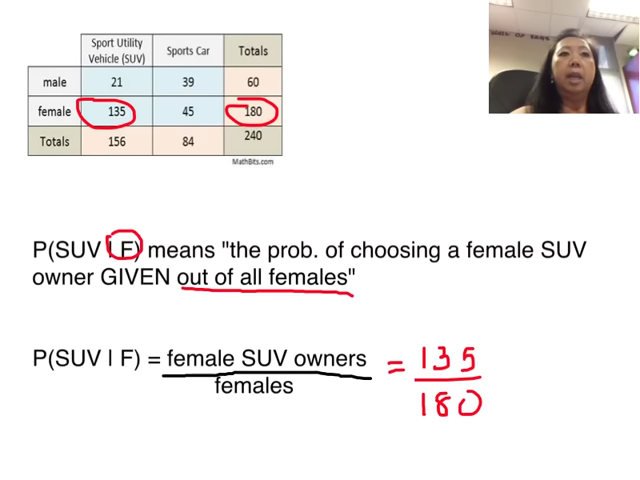 Sport Utility
Vehicle (SUV) Sports Car Totals
male 21 39 60
female 135 45 180
Totals 156 84 240
MathBits.com
P(SUV | F) means "the prob. of choosing a female SUV
owner GIVEN out of all females"
P(SUV | F) = female SUV owners
females
= 135
180